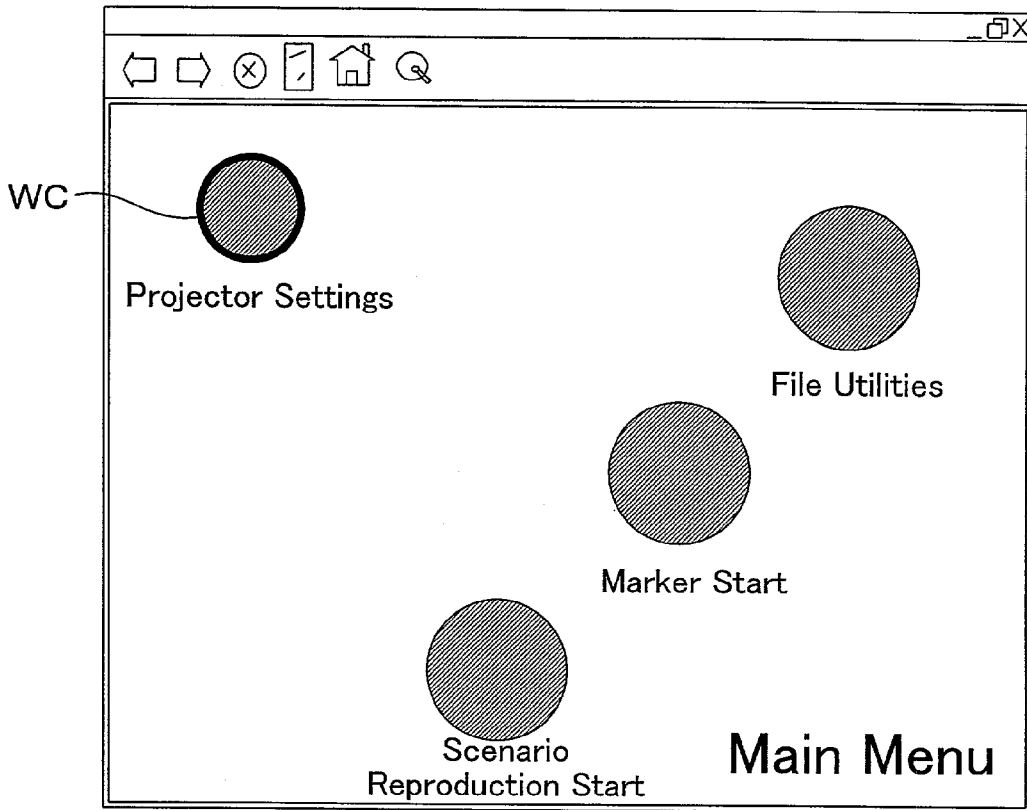 WC
Projector Settings
File Utilities
Marker Start
Scenario
Reproduction Start
Main Menu